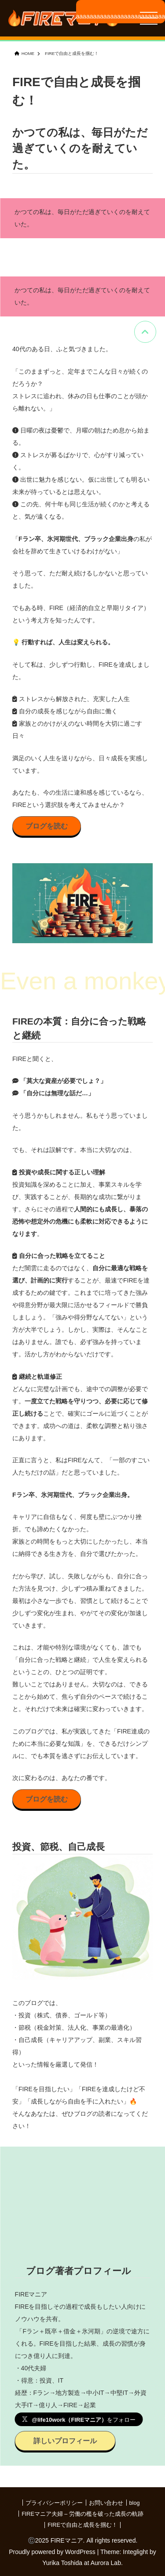 FIREマニア
HOME > FIREで自由と成長を掴む！
FIREで自由と成長を掴む！
かつての私は、毎日がただ過ぎていくのを耐えていた。
かつての私は、毎日がただ過ぎていくのを耐えていた。
かつての私は、毎日がただ過ぎていくのを耐えていた。
40代のある日、ふと気づきました。
「このままずっと、定年までこんな日々が続くのだろうか？
ストレスに追われ、休みの日も仕事のことが頭から離れない。」
日曜の夜は憂鬱で、月曜の朝はため息から始まる。
ストレスが募るばかりで、心がすり減っていく。
出世に魅力を感じない。仮に出世しても明るい未来が待っているとは思えない。
この先、何十年も同じ生活が続くのかと考えると、気が遠くなる。
「Fラン卒、氷河期世代、ブラック企業出身の私が会社を辞めて生きていけるわけがない」
そう思って、ただ耐え続けるしかないと思っていました。
でもある時、FIRE（経済的自立と早期リタイア）という考え方を知ったんです。
💡 行動すれば、人生は変えられる。
そして私は、少しずつ行動し、FIREを達成しました。
ストレスから解放された、充実した人生
自分の成長を感じながら自由に働く
家族とのかけがえのない時間を大切に過ごす日々
満足のいく人生を送りながら、日々成長を実感しています。
あなたも、今の生活に違和感を感じているなら、FIREという選択肢を考えてみませんか？
ブログを読む
FIRE
Even a monkey
FIREの本質：自分に合った戦略と継続
FIREと聞くと、
「莫大な資産が必要でしょ？」
「自分には無理な話だ…」
そう思うかもしれません。私もそう思っていました。
でも、それは誤解です。本当に大切なのは、
投資や成長に関する正しい理解
投資知識を深めることに加え、事業スキルを学び、実践することが、長期的な成功に繋がります。さらにその過程で人間的にも成長し、暴落の恐怖や想定外の危機にも柔軟に対応できるようになります。
自分に合った戦略を立てること
ただ闇雲に走るのではなく、自分に最適な戦略を選び、計画的に実行することが、最速でFIREを達成するための鍵です。これまでに培ってきた強みや得意分野が最大限に活かせるフィールドで勝負しましょう。「強みや得意分野なんてない」という方が大半でしょう。しかし、実際は、そんなことはありません。必ずあなたに合った強みは存在します。活かし方がわからないだけです。
継続と軌道修正
どんなに完璧な計画でも、途中での調整が必要です。一度立てた戦略を守りつつ、必要に応じて修正し続けることで、確実にゴールに近づくことができます。成功への道は、柔軟な調整と粘り強さにあります。
正直に言うと、私はFIREなんて、「一部のすごい人たちだけの話」だと思っていました。
Fラン卒、氷河期世代、ブラック企業出身。
キャリアに自信もなく、何度も壁にぶつかり挫折。でも諦めたくなかった。
家族との時間をもっと大切にしたかったし、本当に納得できる生き方を、自分で選びたかった。
だから学び、試し、失敗しながらも、自分に合った方法を見つけ、少しずつ積み重ねてきました。最初は小さな一歩でも、習慣として続けることで少しずつ変化が生まれ、やがてその変化が加速していきます。
これは、才能や特別な環境がなくても、誰でも「自分に合った戦略と継続」で人生を変えられるということの、ひとつの証明です。
難しいことではありません。大切なのは、できることから始めて、焦らず自分のペースで続けること。それだけで未来は確実に変わっていきます。
このブログでは、私が実践してきた「FIRE達成のために本当に必要な知識」を、できるだけシンプルに、でも本質を逃さずにお伝えしています。
次に変わるのは、あなたの番です。
ブログを読む
投資、節税、自己成長
このブログでは、
・投資（株式、債券、ゴールド等）
・節税（税金対策、法人化、事業の最適化）
・自己成長（キャリアアップ、副業、スキル習得）
といった情報を厳選して発信！
「FIREを目指したい」「FIREを達成したけど不安」「成長しながら自由を手に入れたい」🔥
そんなあなたは、ぜひブログの読者になってください！
ブログ著者プロフィール
FIREマニア
FIREを目指しその過程で成長もしたい人向けにノウハウを共有。
「Fラン＋既卒＋借金＋氷河期」の逆境で途方にくれる。FIREを目指した結果、成長の習慣が身につき借り人に到達。
・40代夫婦
・得意：投資、IT
経歴：Fラン→地方製造→中小IT→中堅IT→外資大手IT→借り人→FIRE→起業
@life10work（FIREマニア）をフォロー
詳しいプロフィール
| プライバシーポリシー | お問い合わせ | blog
| FIREマニア夫婦 – 労働の檻を破った成長の軌跡
| FIREで自由と成長を掴む！ |
©2025 FIREマニア. All rights reserved.
Proudly powered by WordPress | Theme: Integlight by Yurika Toshida at Aurora Lab.